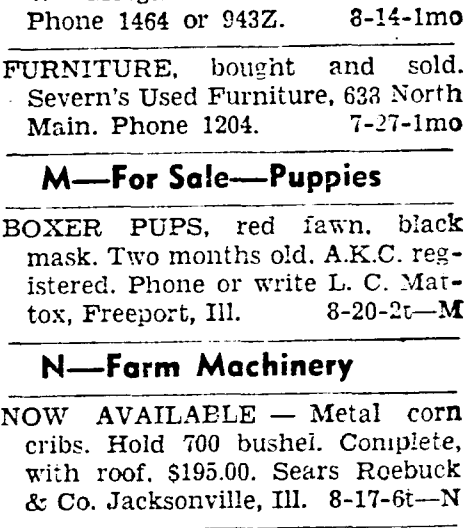 Phone 1464 or 943Z. 8-14-1mo
FURNITURE, bought and sold.
Severn's Used Furniture, 633 North
Main. Phone 1204. 7-27-1mo
M—For Sale—Puppies
BOXER PUPS, red fawn, black
mask. Two months old. A.K.C. reg-
istered. Phone or write L. C. Mat-
tox, Freeport, Ill. 8-20-2t—M
N—Farm Machinery
NOW AVAILABLE — Metal corn
cribs. Hold 700 bushel. Complete,
with roof. $195.00. Sears Roebuck
& Co. Jacksonville, Ill. 8-17-6t—N